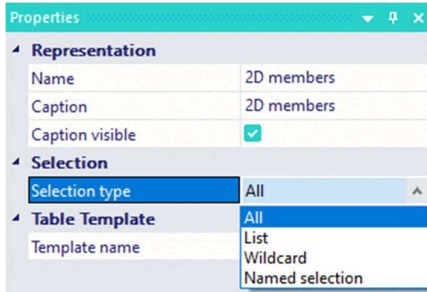 Properties
Representation
Name 2D members
Caption 2D members
Caption visible
Selection
Selection type All
Table Template All
List
Template name Wildcard
Named selection